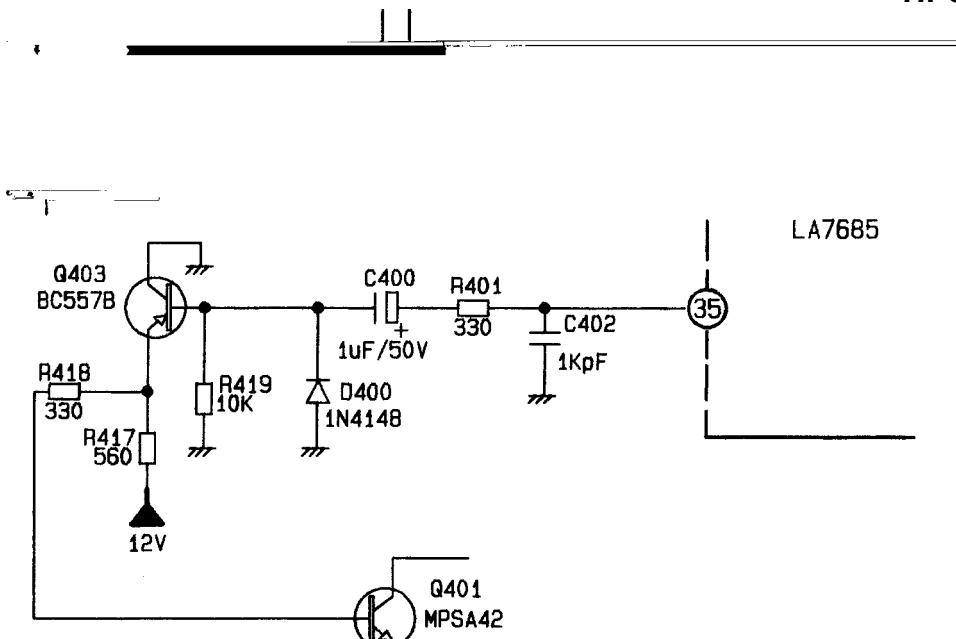 LA7685
Q403
BC557B
C400
+
1uF/50V
R401
330
35
C402
1KpF
R418
330
R419
10K
D400
1N4148
R417
560
12V
Q401
MPSA42